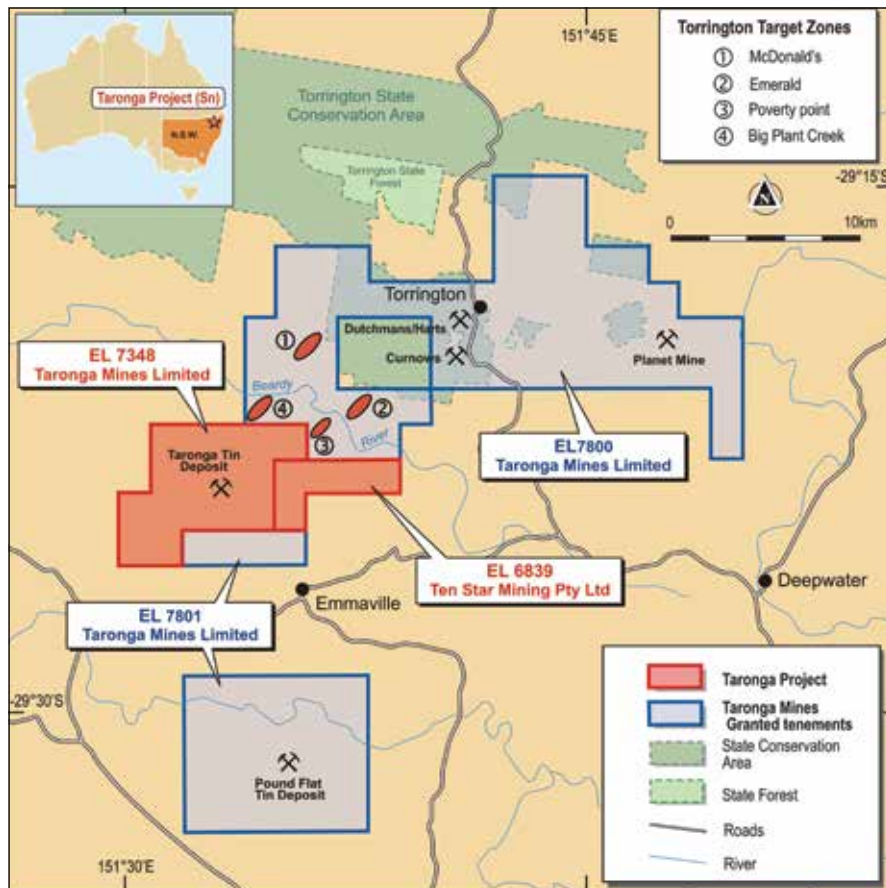 151°45'E
Torrington Target Zones
① McDonald's
② Emerald
③ Poverty point
④ Big Plant Creek
Taronga Project (Sn)
N.S.W.
Torrington State
Conservation Area
Torrington State
Forest
-29°15'S
N
0 10km
Torrington
Dutchmans/Harts
Curnows
Planet Mine
①
EL 7348
Taronga Mines Limited
Beardy
River
④
②
③
Taronga Tin
Deposit
EL7800
Taronga Mines Limited
EL 6839
Ten Star Mining Pty Ltd
Deepwater
Emmaville
EL 7801
Taronga Mines Limited
-29°30'S
Pound Flat
Tin Deposit
151°30'E
Taronga Project
Taronga Mines
Granted tenements
State Conservation
Area
State Forest
Roads
River